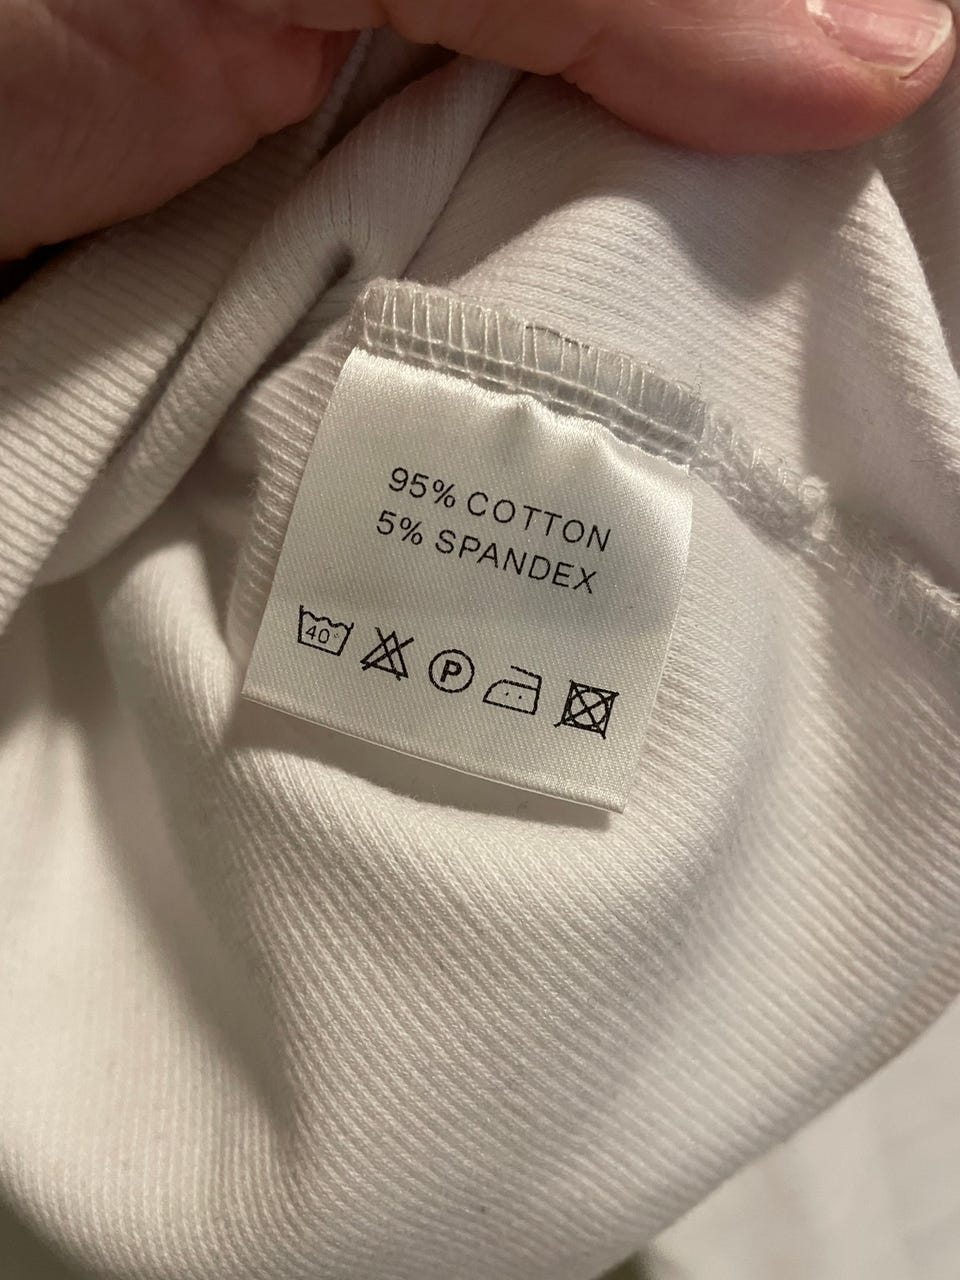 95% COTTON
5% SPANDEX
40° P